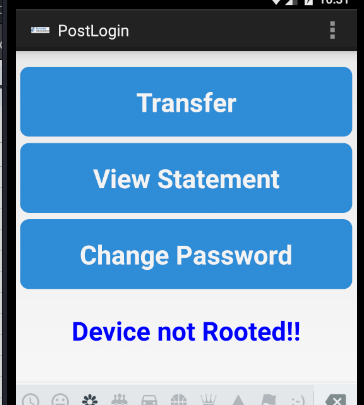 PostLogin
Transfer
View Statement
Change Password
Device not Rooted!!